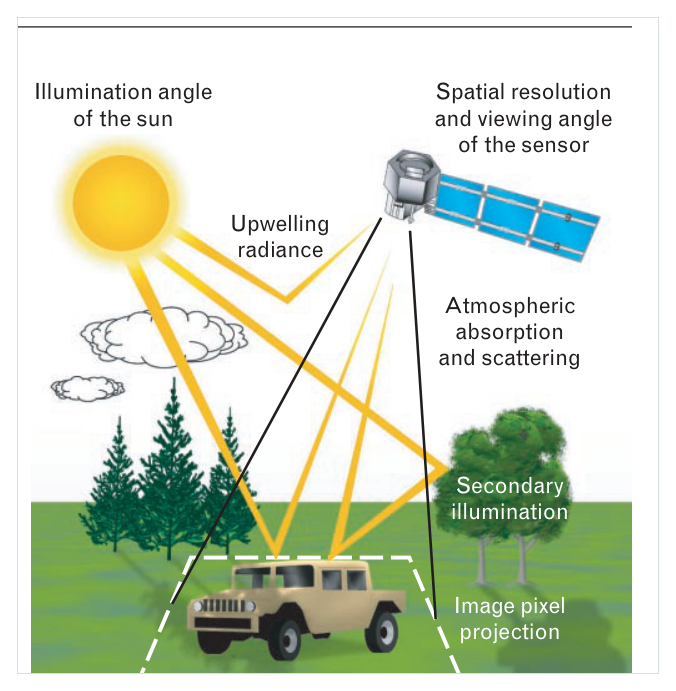 Illumination angle
of the sun
Spatial resolution
and viewing angle
of the sensor
Upwelling
radiance
Atmospheric
absorption
and scattering
Secondary
illumination
Image pixel
projection